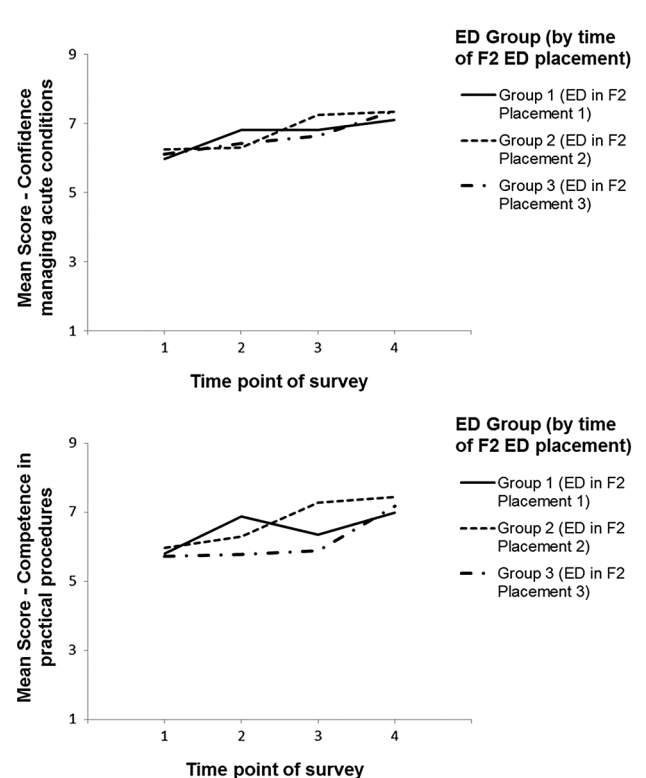 ED Group (by time
of F2 ED placement)
Group 1 (ED in F2
Placement 1)
Group 2 (ED in F2
Placement 2)
Group 3 (ED in F2
Placement 3)
Mean Score - Confidence
managing acute conditions
9
7
5
3
1
1 2 3 4
Time point of survey
ED Group (by time
of F2 ED placement)
Group 1 (ED in F2
Placement 1)
Group 2 (ED in F2
Placement 2)
Group 3 (ED in F2
Placement 3)
Mean Score - Competence in
practical procedures
9
7
5
3
1
1 2 3 4
Time point of survey